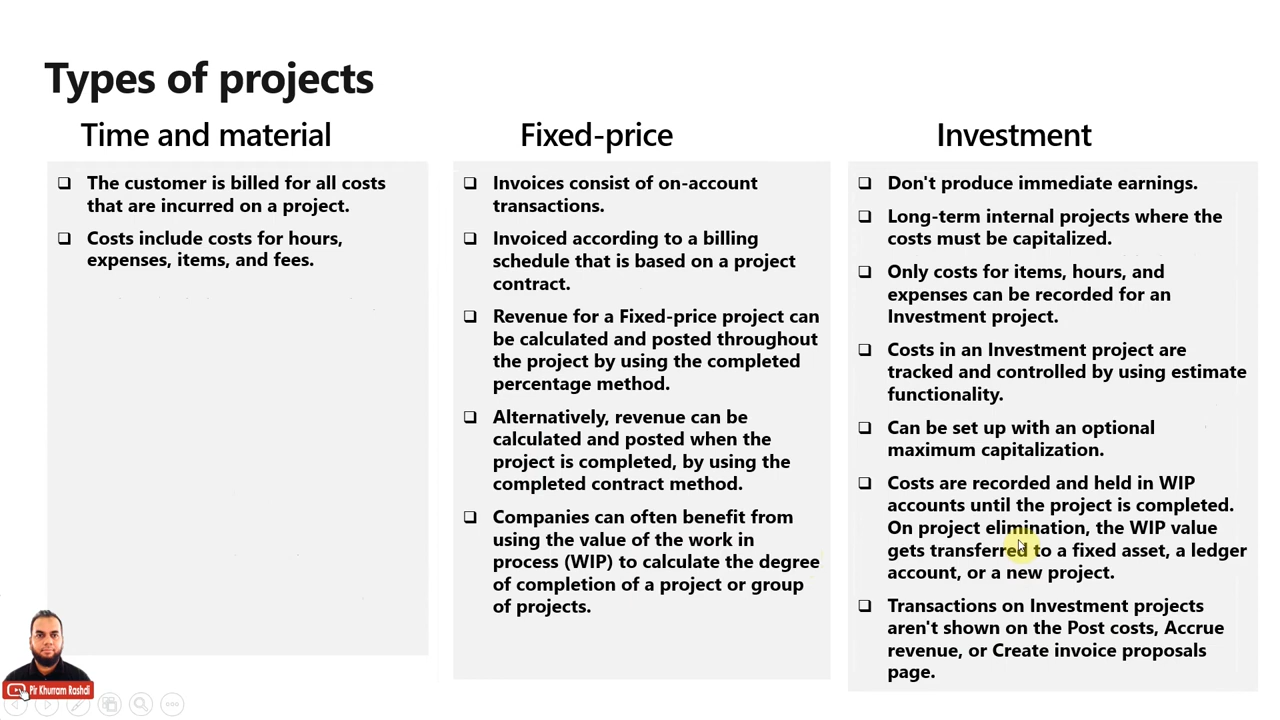 Types of projects
Time and material
The customer is billed for all costs
that are incurred on a project.
Costs include costs for hours,
expenses, items, and fees.
Fixed-price
Invoices consist of on-account
transactions.
Invoiced according to a billing
schedule that is based on a project
contract.
Revenue for a Fixed-price project can
be calculated and posted throughout
the project by using the completed
percentage method.
Alternatively, revenue can be
calculated and posted when the
project is completed, by using the
completed contract method.
Companies can often benefit from
using the value of the work in
process (WIP) to calculate the degree
of completion of a project or group
of projects.
Investment
Don't produce immediate earnings.
Long-term internal projects where the
costs must be capitalized.
Only costs for items, hours, and
expenses can be recorded for an
Investment project.
Costs in an Investment project are
tracked and controlled by using estimate
functionality.
Can be set up with an optional
maximum capitalization.
Costs are recorded and held in WIP
accounts until the project is completed.
On project elimination, the WIP value
gets transferred to a fixed asset, a ledger
account, or a new project.
Transactions on Investment projects
aren't shown on the Post costs, Accrue
revenue, or Create invoice proposals
page.
Pir Khurram Rashdi